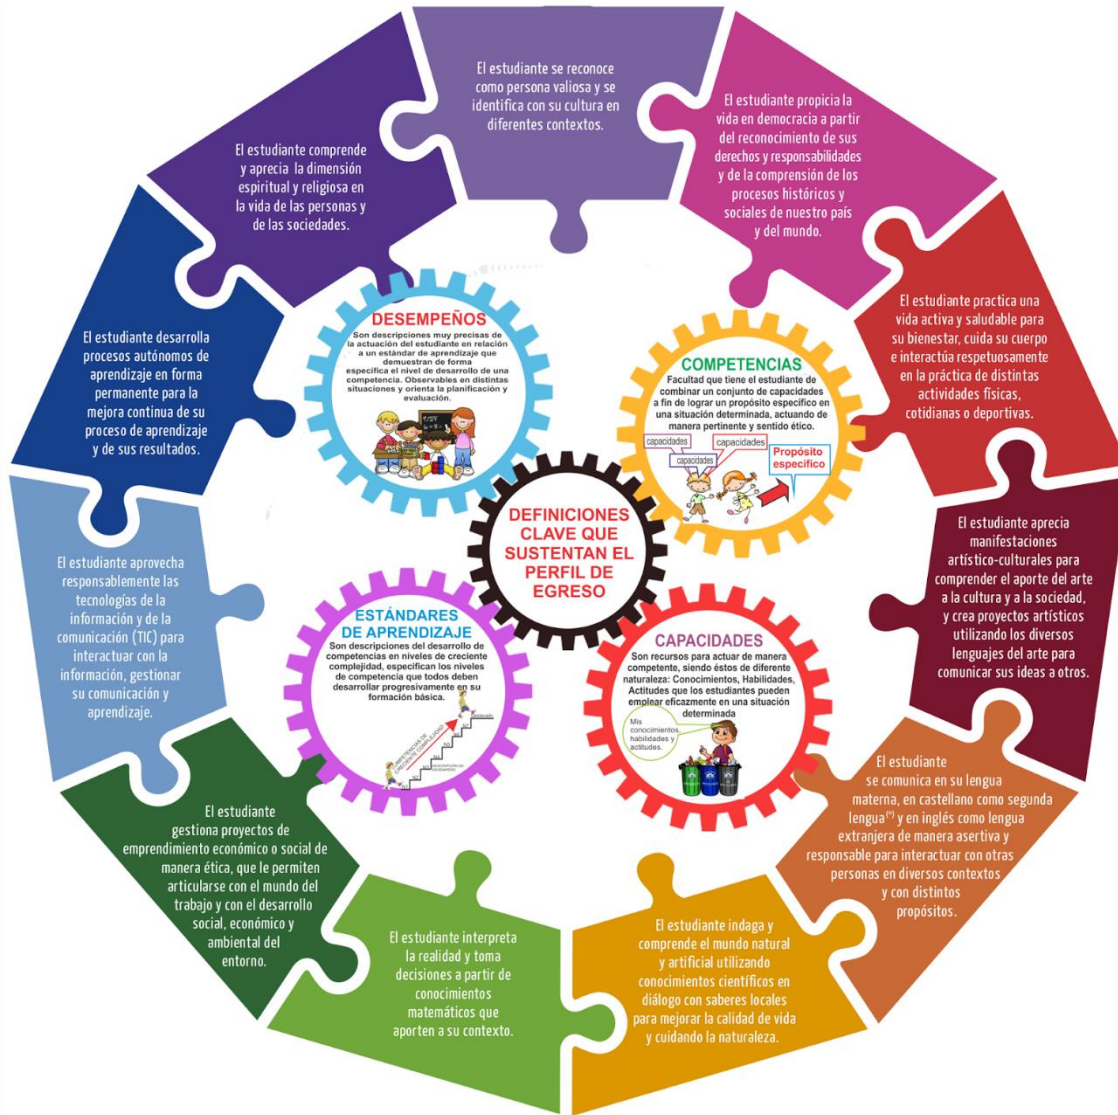 El estudiante se reconoce
como persona valiosa y se
identifica con su cultura en
diferentes contextos.
El estudiante propicia la
vida en democracia a partir
del reconocimiento de sus
derechos y responsabilidades
y de la comprensión de los
procesos históricos y
sociales de nuestro país
y del mundo.
El estudiante practica una
vida activa y saludable para
su bienestar, cuida su cuerpo
e interactúa respetuosamente
en la práctica de distintas
actividades físicas,
cotidianas o deportivas.
El estudiante aprecia
manifestaciones
artístico-culturales para
comprender el aporte del arte
a la cultura y a la sociedad,
y crea proyectos artísticos
utilizando los diversos
lenguajes del arte para
comunicar sus ideas a otros.
El estudiante
se comunica en su lengua
materna, en castellano como segunda
lengua(*) y en inglés como lengua
extranjera de manera asertiva y
responsable para interactuar con otras
personas en diversos contextos
y con distintos
propósitos.
El estudiante indaga y
comprende el mundo natural
y artificial utilizando
conocimientos científicos en
diálogo con saberes locales
para mejorar la calidad de vida
y cuidando la naturaleza.
El estudiante interpreta
la realidad y toma
decisiones a partir de
conocimientos
matemáticos que
aporten a su contexto.
El estudiante
gestiona proyectos de
emprendimiento económico o social de
manera ética, que le permiten
articularse con el mundo del
trabajo y con el desarrollo
social, económico y
ambiental del
entorno.
El estudiante aprovecha
responsablemente las
tecnologías de la
información y de la
comunicación (TIC) para
interactuar con la
información, gestionar
su comunicación y
aprendizaje.
El estudiante desarrolla
procesos autónomos de
aprendizaje en forma
permanente para la
mejora continua de su
proceso de aprendizaje
y de sus resultados.
El estudiante comprende
y aprecia la dimensión
espiritual y religiosa en
la vida de las personas y
de las sociedades.
DESEMPEÑOS
Son descripciones muy precisas de
la actuación del estudiante en relación
a un estándar de aprendizaje que
demuestran de forma
especifica el nivel de desarrollo de una
competencia. Observables en distintas
situaciones y orienta la planificación y
evaluación.
COMPETENCIAS
Facultad que tiene el estudiante de
combinar un conjunto de capacidades
a fin de lograr un propósito específico en
una situación determinada, actuando de
manera pertinente y sentido ético.
capacidades
capacidades
capacidades
Propósito
especifico
DEFINICIONES
CLAVE QUE
SUSTENTAN EL
PERFIL DE
EGRESO
ESTÁNDARES
DE APRENDIZAJE
Son descripciones del desarrollo de
competencias en niveles de creciente
complejidad, especifican los niveles
de competencia que todos deben
desarrollar progresivamente en su
formación básica.
COMPETENCIAS DE
CRECIENTE COMPLEJIDAD
CAPACIDADES
Son recursos para actuar de manera
competente, siendo éstos de diferente
naturaleza: Conocimientos, Habilidades,
Actitudes que los estudiantes pueden
emplear eficazmente en una situación
determinada
Mis
conocimientos,
habilidades y
actitudes.